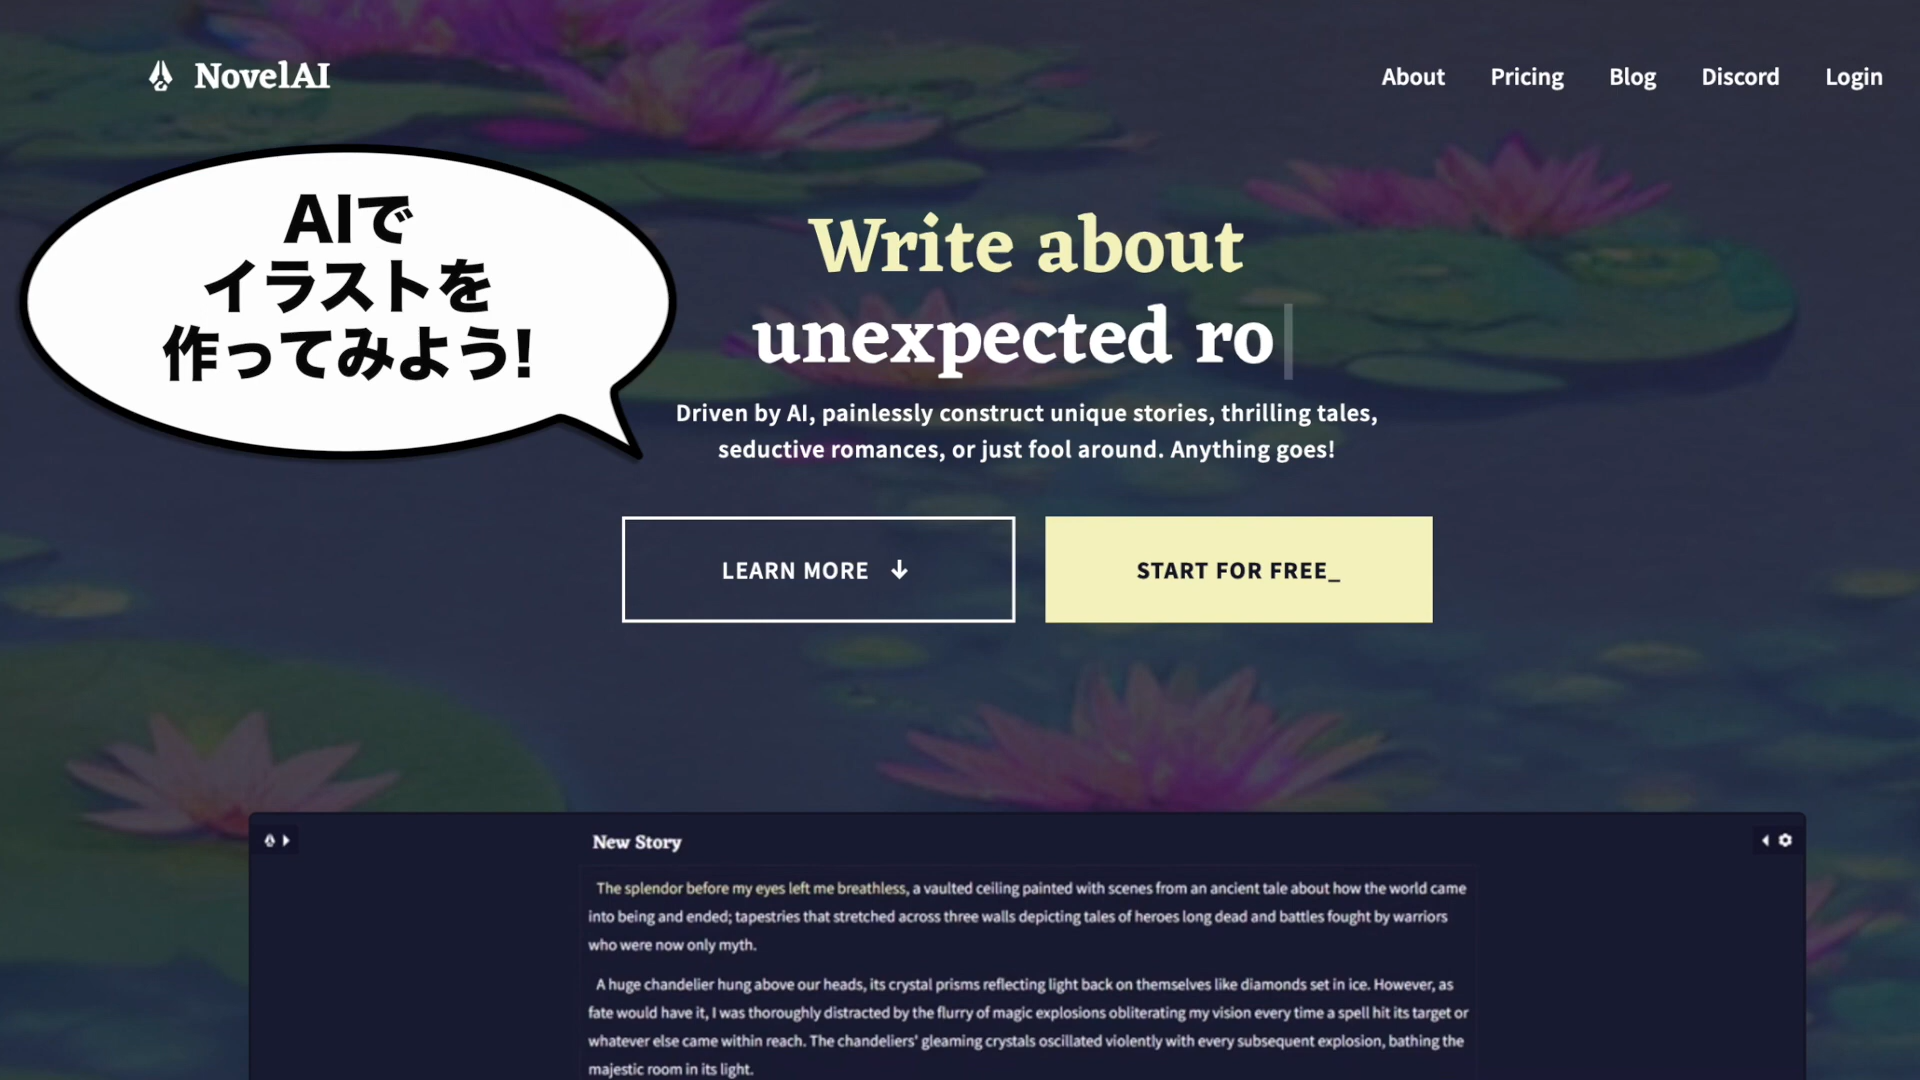 NovelAI
About Pricing Blog Discord Login
AIで
イラストを
作ってみよう!
Write about
unexpected ro
Driven by AI, painlessly construct unique stories, thrilling tales,
seductive romances, or just fool around. Anything goes!
LEARN MORE ↓
START FOR FREE_
New Story
The splendor before my eyes left me breathless, a vaulted ceiling painted with scenes from an ancient tale about how the world came
into being and ended; tapestries that stretched across three walls depicting tales of heroes long dead and battles fought by warriors
who were now only myth.
A huge chandelier hung above our heads, its crystal prisms reflecting light back on themselves like diamonds set in ice. However, as
fate would have it, I was thoroughly distracted by the flurry of magic explosions obliterating my vision every time a spell hit its target or
whatever else came within reach. The chandeliers' gleaming crystals oscillated violently with every subsequent explosion, bathing the
majestic room in its light.